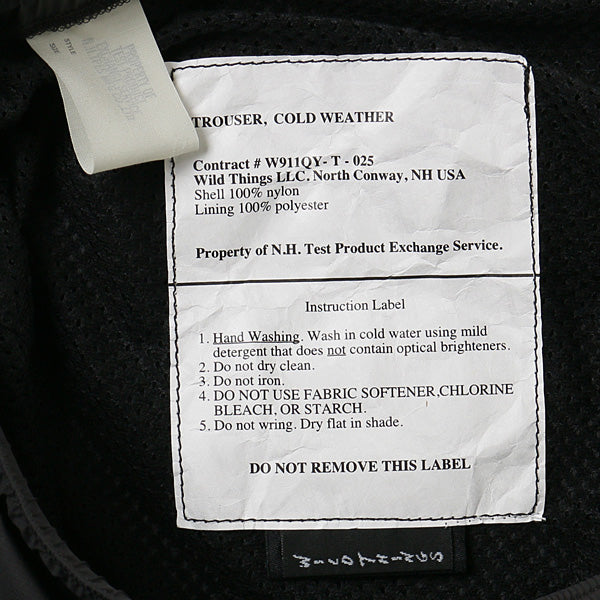 STYLE
SIZE
TROUSER, COLD WEATHER
Contract # W911QY- T - 025
Wild Things LLC. North Conway, NH USA
Shell 100% nylon
Lining 100% polyester
Property of N.H. Test Product Exchange Service.
Instruction Label
1. Hand Washing. Wash in cold water using mild
detergent that does not contain optical brighteners.
2. Do not dry clean.
3. Do not iron.
4. DO NOT USE FABRIC SOFTENER,CHLORINE
BLEACH, OR STARCH.
5. Do not wring. Dry flat in shade.
DO NOT REMOVE THIS LABEL
WILDTHINGS